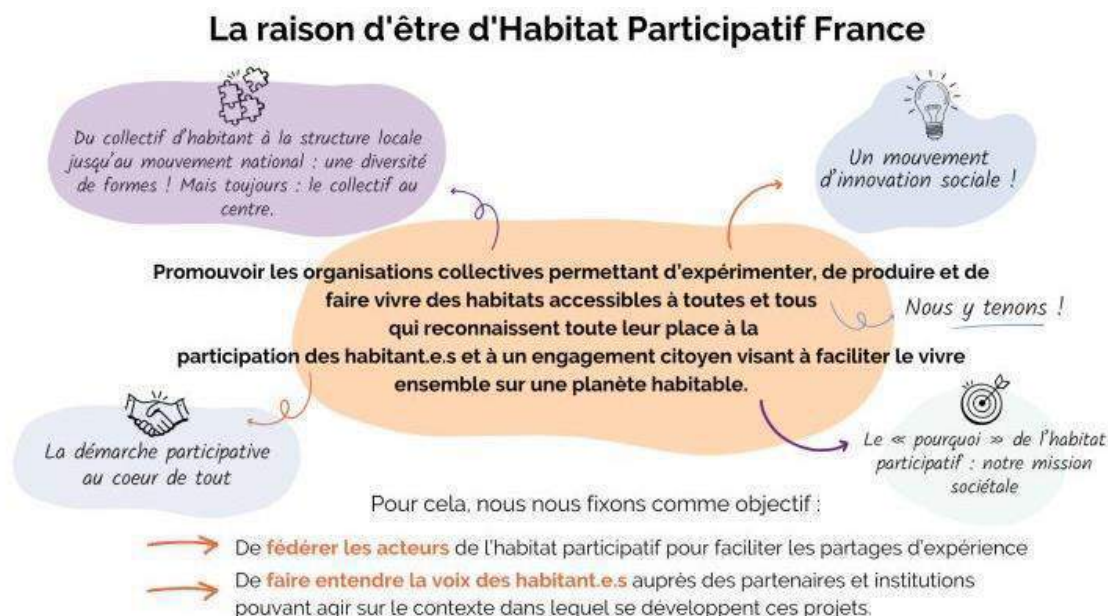 La raison d'être d'Habitat Participatif France
Du collectif d'habitant à la structure locale
jusqu'au mouvement national : une diversité
de formes ! Mais toujours : le collectif au
centre.
Un mouvement
d'innovation sociale !
Promouvoir les organisations collectives permettant d'expérimenter, de produire et de
faire vivre des habitats accessibles à toutes et tous
Nous y tenons !
qui reconnaissent toute leur place à la
participation des habitant.e.s et à un engagement citoyen visant à faciliter le vivre
ensemble sur une planète habitable.
La démarche participative
au coeur de tout
Le « pourquoi » de l'habitat
participatif : notre mission
sociétale
Pour cela, nous nous fixons comme objectif :
De fédérer les acteurs de l'habitat participatif pour faciliter les partages d'expérience
De faire entendre la voix des habitant.e.s auprès des partenaires et institutions
pouvant agir sur le contexte dans lequel se développent ces projets.